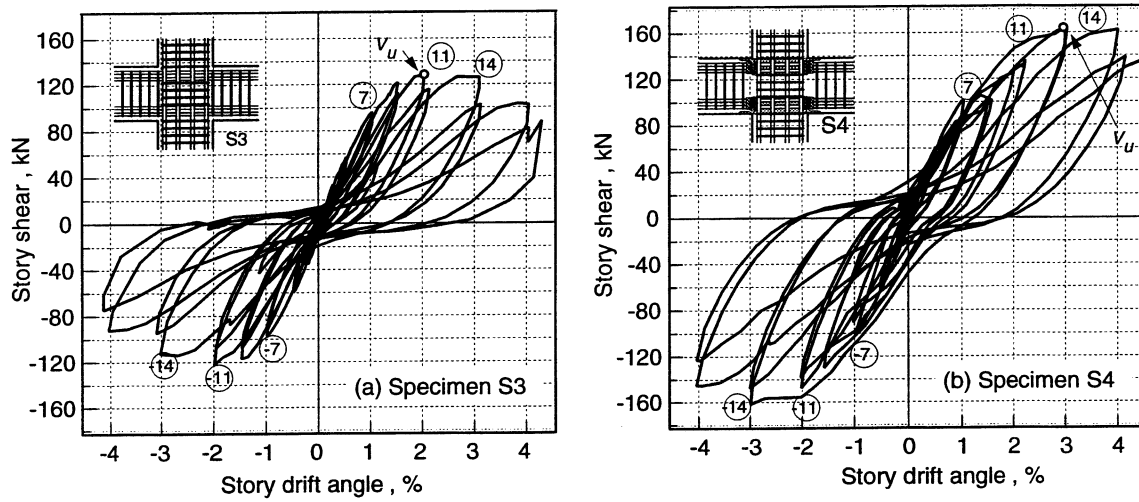 160
120
80
40
0
-40
-80
-120
-160
Story shear , kN
-4 -3 -2 -1 0 1 2 3 4
Story drift angle , %
S3
Vu
7
11
14
-7
-11
-14
(a) Specimen S3
160
120
80
40
0
-40
-80
-120
-160
Story shear , kN
-4 -3 -2 -1 0 1 2 3 4
Story drift angle , %
S4
Vu
7
11
14
-7
-11
-14
(b) Specimen S4